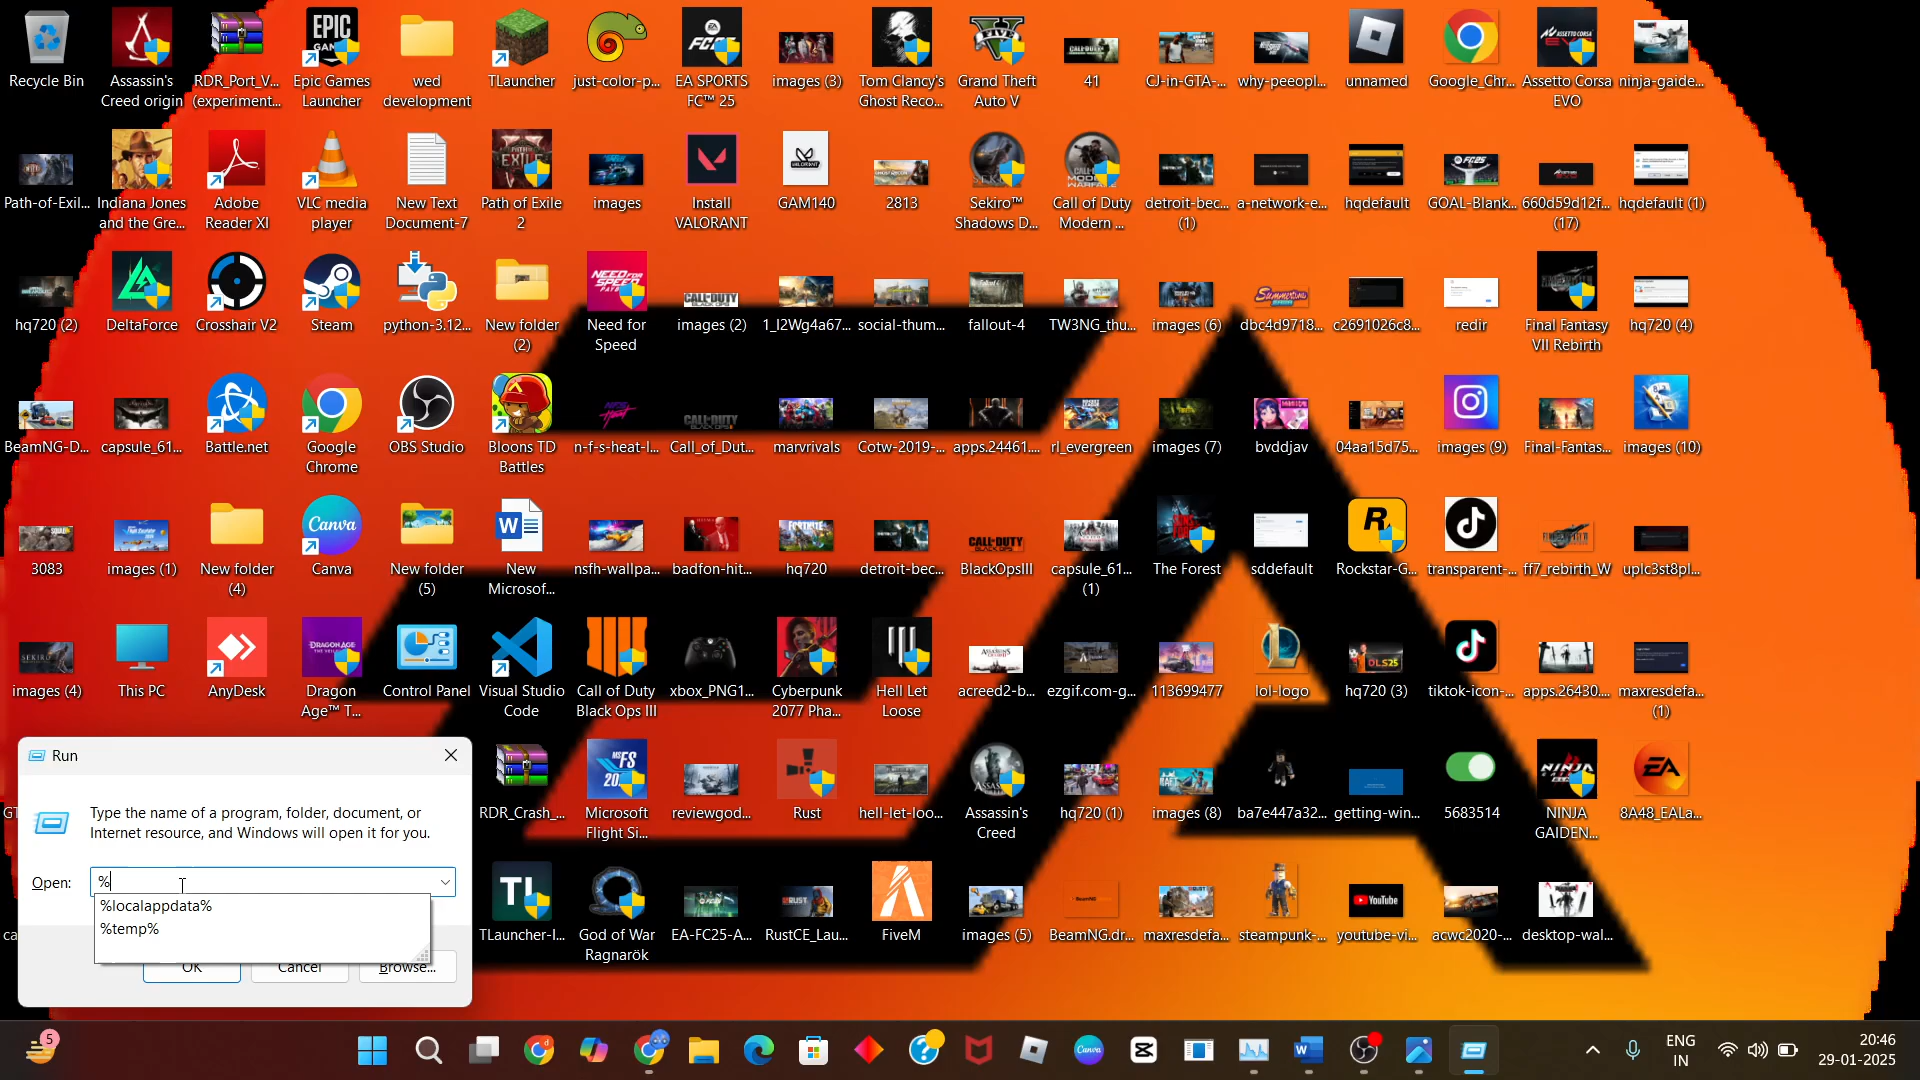 Recycle Bin
Assassin's
Creed origin
RDR_Port_V...
(experiment...
Epic Games
Launcher
wed
development
TLauncher
just-color-p...
EA SPORTS
FC™ 25
images (3)
Tom Clancy's
Ghost Reco...
Grand Theft
Auto V
41
CJ-in-GTA-...
why-peeopl...
unnamed
Google_Chr...
Assetto Corsa
EVO
ninja-gaide...
Path-of-Exil...
Indiana Jones
and the Gre...
Adobe
Reader XI
VLC media
player
New Text
Document-7
Path of Exile
2
images
Install
VALORANT
GAM140
2813
Sekiro™
Shadows D...
Call of Duty
Modern ...
detroit-bec...
(1)
a-network-e...
hqdefault
GOAL-Blank...
660d59d12f...
(17)
hqdefault (1)
hq720 (2)
DeltaForce
Crosshair V2
Steam
python-3.12...
New folder
(2)
Need for
Speed
images (2)
1_I2Wg4a67...
social-thum...
fallout-4
TW3NG_thu...
images (6)
dbc4d9718...
c2691026c8...
redir
Final Fantasy
VII Rebirth
hq720 (4)
BeamNG-D...
capsule_61...
Battle.net
Google
Chrome
OBS Studio
Bloons TD
Battles
n-f-s-heat-l...
Call_of_Dut...
marvrivals
Cotw-2019-...
apps.24461....
rl_evergreen
images (7)
bvddjav
04aa15d75...
images (9)
Final-Fantas...
images (10)
3083
images (1)
New folder
(4)
Canva
New folder
(5)
New
Microsof...
nsfh-wallpa...
badfon-hit...
hq720
detroit-bec...
BlackOpsIII
capsule_61...
(1)
The Forest
sddefault
Rockstar-G...
transparent-...
ff7_rebirth_W
uplc3st8pl...
images (4)
This PC
AnyDesk
Dragon
Age™ T...
Control Panel
Visual Studio
Code
Call of Duty
Black Ops III
xbox_PNG1...
Cyberpunk
2077 Pha...
Hell Let
Loose
acreed2-b...
ezgif.com-g...
113699477
lol-logo
hq720 (3)
tiktok-icon-...
apps.26430....
maxresdefa...
(1)
RDR_Crash_...
Microsoft
Flight Si...
reviewgod...
Rust
hell-let-loo...
Assassin's
Creed
hq720 (1)
images (8)
ba7e447a32...
getting-win...
5683514
NINJA
GAIDEN...
8A48_EALa...
TLauncher-I...
God of War
Ragnarök
EA-FC25-A...
RustCE_Lau...
FiveM
images (5)
BeamNG.dr...
maxresdefa...
steampunk-...
youtube-vi...
acwc2020-...
desktop-wal...
Run
Type the name of a program, folder, document, or
Internet resource, and Windows will open it for you.
Open:
%
%localappdata%
%temp%
OK
Cancel
Browse...
5
ENG
IN
20:46
29-01-2025